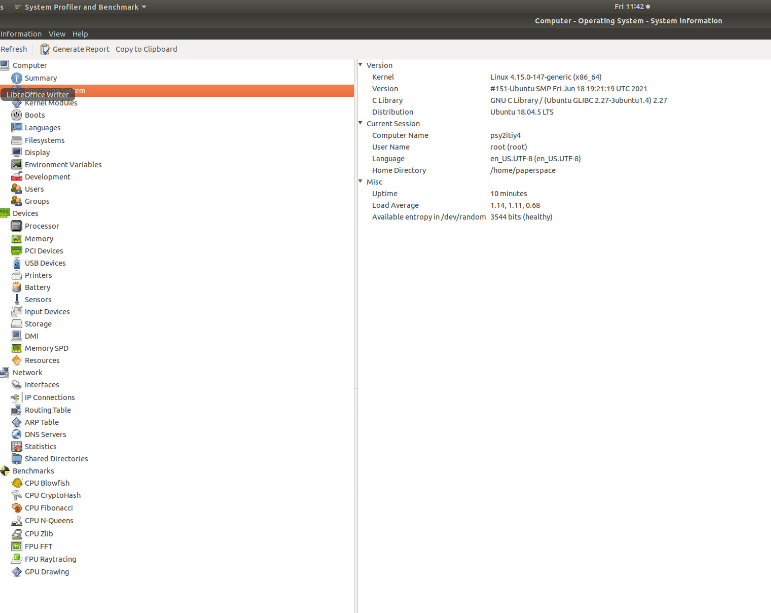 s System Profiler and Benchmark Fri 11:42
Computer - Operating System - System Information
Information View Help
Refresh Generate Report Copy to Clipboard
Computer
Summary
LibreOffice Writer
Kernel Modules
Boots
Languages
Filesystems
Display
Environment Variables
Development
Users
Groups
Devices
Processor
Memory
PCI Devices
USB Devices
Printers
Battery
Sensors
Input Devices
Storage
DMI
Memory SPD
Resources
Network
Interfaces
IP Connections
Routing Table
ARP Table
DNS Servers
Statistics
Shared Directories
Benchmarks
CPU Blowfish
CPU CryptoHash
CPU Fibonacci
CPU N-Queens
CPU Zlib
FPU FFT
FPU Raytracing
GPU Drawing
Version
Kernel Linux 4.15.0-147-generic (x86_64)
Version #151-Ubuntu SMP Fri Jun 18 19:21:19 UTC 2021
C Library GNU C Library / (Ubuntu GLIBC 2.27-3ubuntu1.4) 2.27
Distribution Ubuntu 18.04.5 LTS
Current Session
Computer Name psy2itiy4
User Name root (root)
Language en_US.UTF-8 (en_US.UTF-8)
Home Directory /home/paperspace
Misc
Uptime 10 minutes
Load Average 1.14, 1.11, 0.68
Available entropy in /dev/random 3544 bits (healthy)